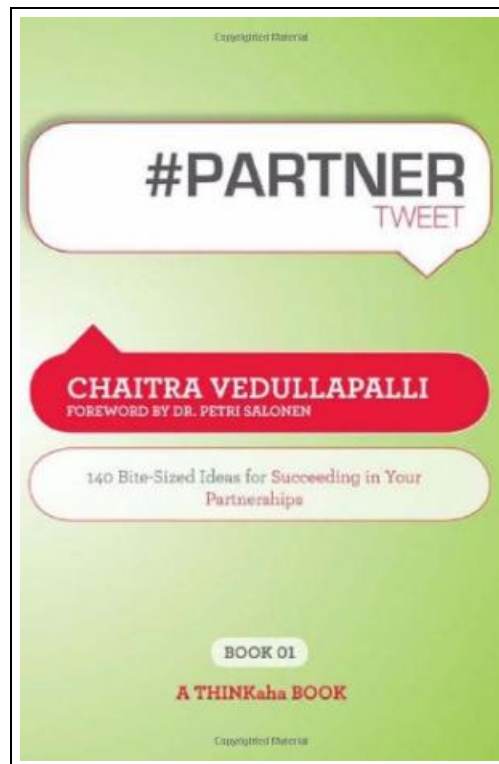 Copyrighted Material
#PARTNER
TWEET
CHAITRA VEDULLAPALLI
FOREWORD BY DR. PETRI SALONEN
140 Bite-Sized Ideas for Succeeding in Your
Partnerships
BOOK 01
A THINKaha BOOK
Copyrighted Material